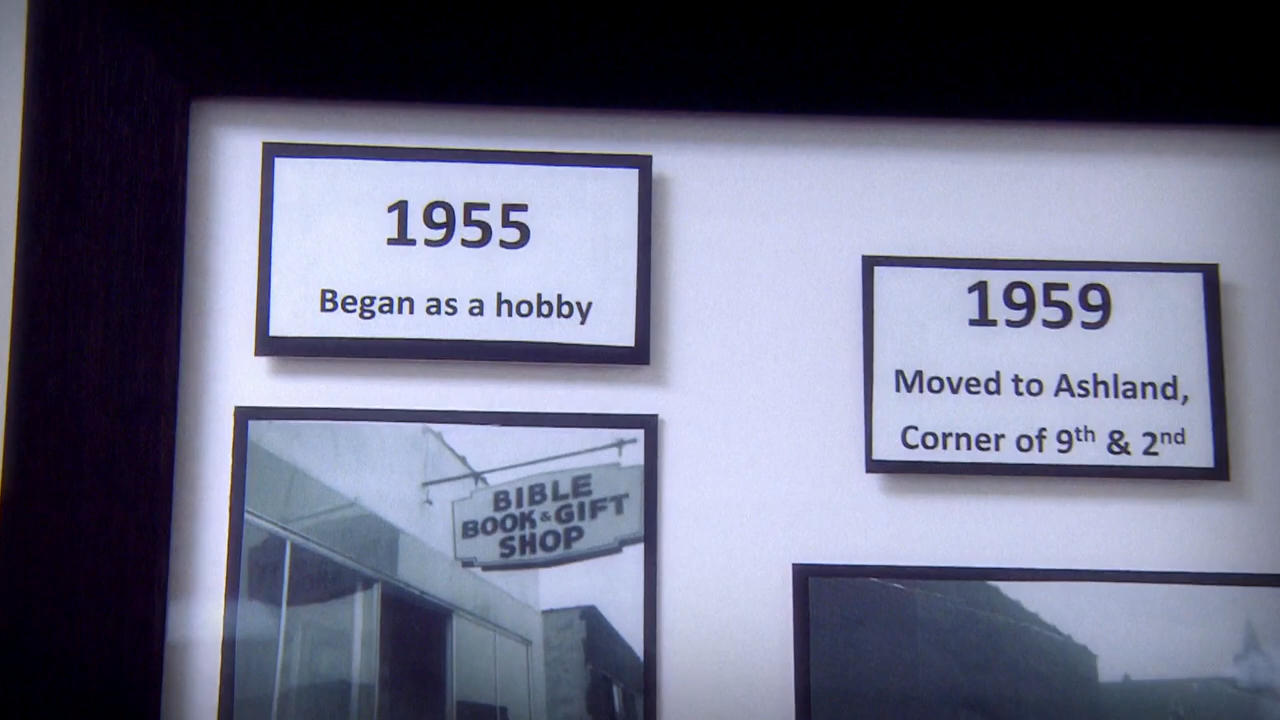 1955
Began as a hobby
1959
Moved to Ashland,
Corner of 9th & 2nd
BIBLE
BOOK & GIFT
SHOP